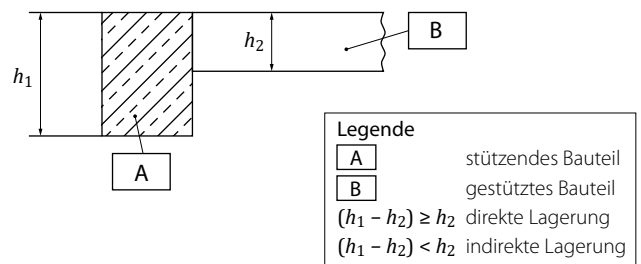 h₁
h₂
B
A
Legende
A stützendes Bauteil
B gestütztes Bauteil
(h₁ – h₂) ≥ h₂ direkte Lagerung
(h₁ – h₂) < h₂ indirekte Lagerung